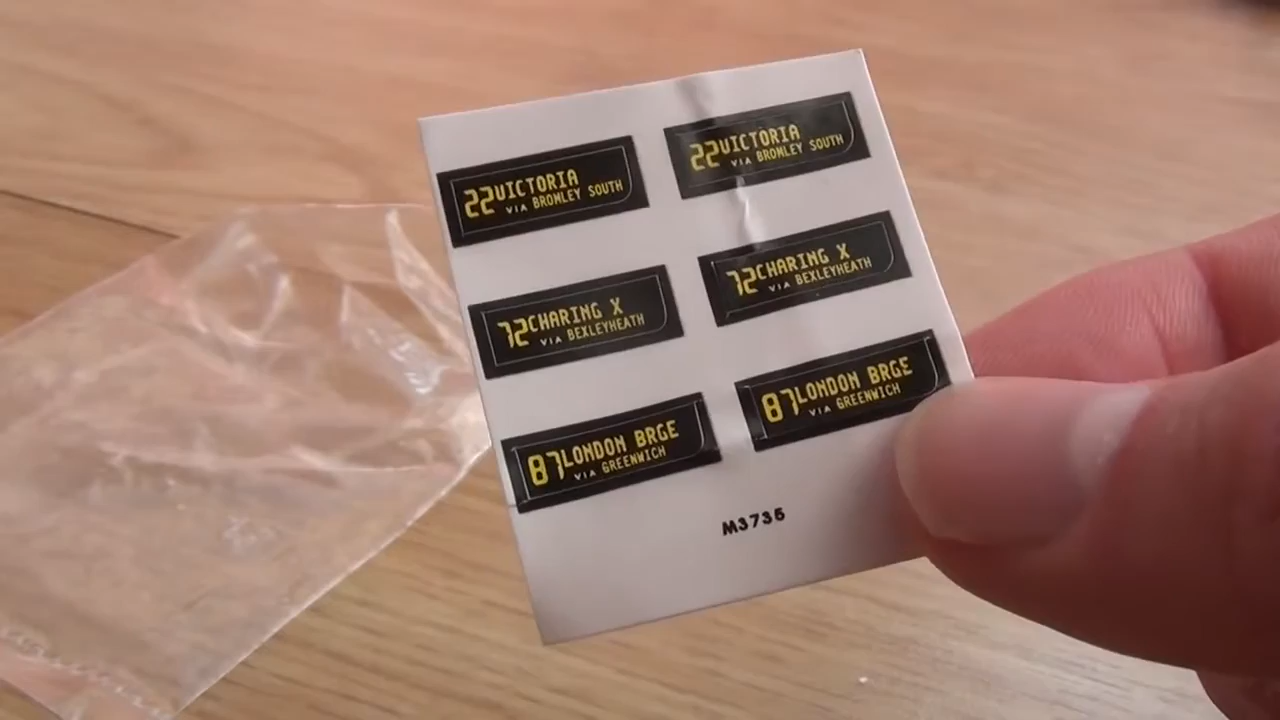 22 VICTORIA
VIA BROMLEY SOUTH
22 VICTORIA
VIA BROMLEY SOUTH
72 CHARING X
VIA BEXLEYHEATH
72 CHARING X
VIA BEXLEYHEATH
87 LONDON BRGE
VIA GREENWICH
87 LONDON BRGE
VIA GREENWICH
M3735